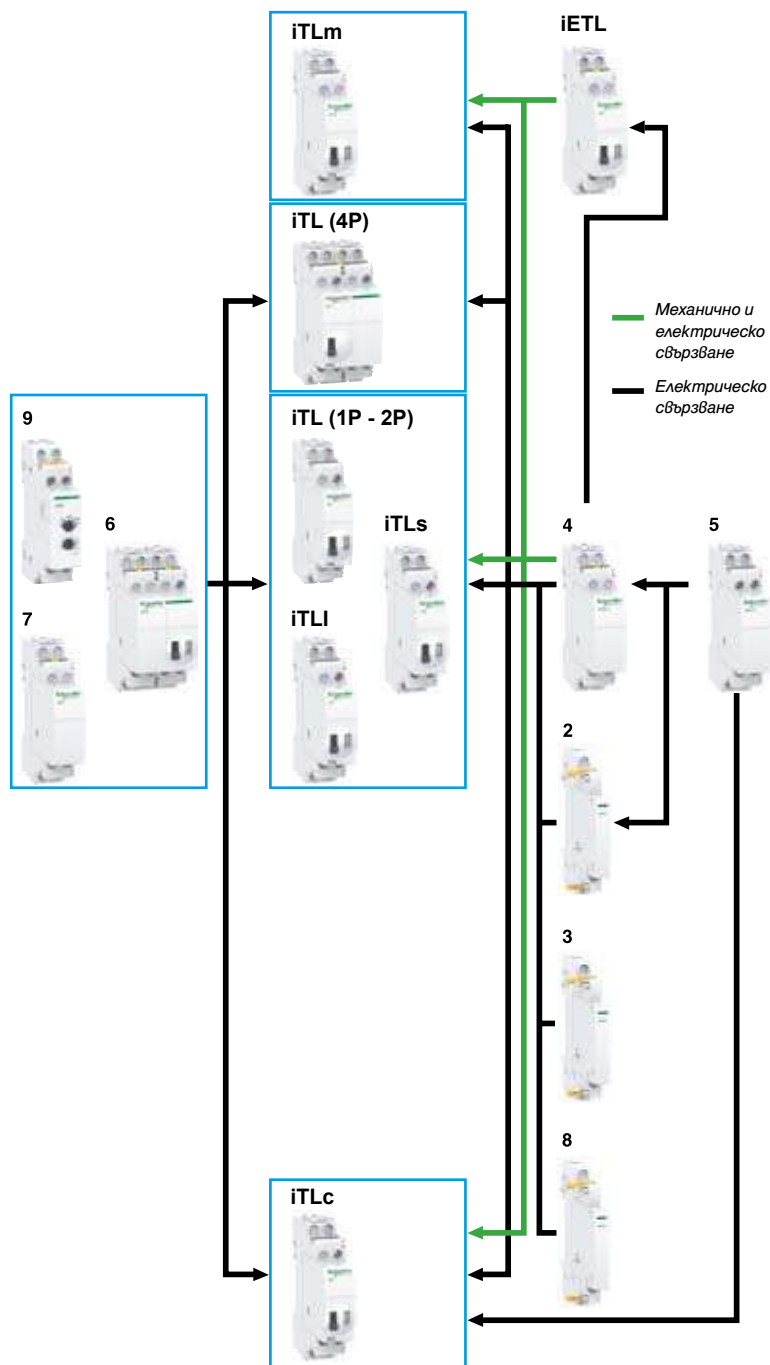 iTLm
iETL
iTL (4P)
Механично и
електрическо
свързване
Електрическо
свързване
9
6
7
iTL (1P - 2P)
iTLs
iTLI
4
5
2
3
8
iTLc